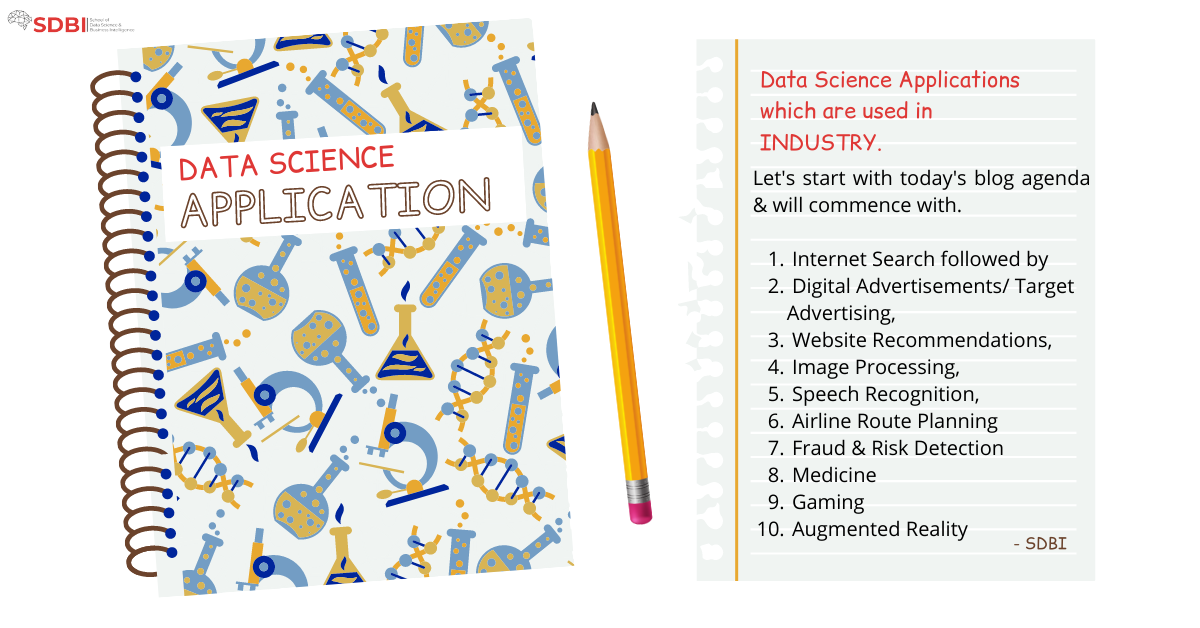 SDBI
School of
Data Science &
Business Intelligence
DATA SCIENCE
APPLICATION
Data Science Applications
which are used in
INDUSTRY.
Let's start with today's blog agenda
& will commence with.
1. Internet Search followed by
2. Digital Advertisements/ Target
Advertising,
3. Website Recommendations,
4. Image Processing,
5. Speech Recognition,
6. Airline Route Planning
7. Fraud & Risk Detection
8. Medicine
9. Gaming
10. Augmented Reality
- SDBI